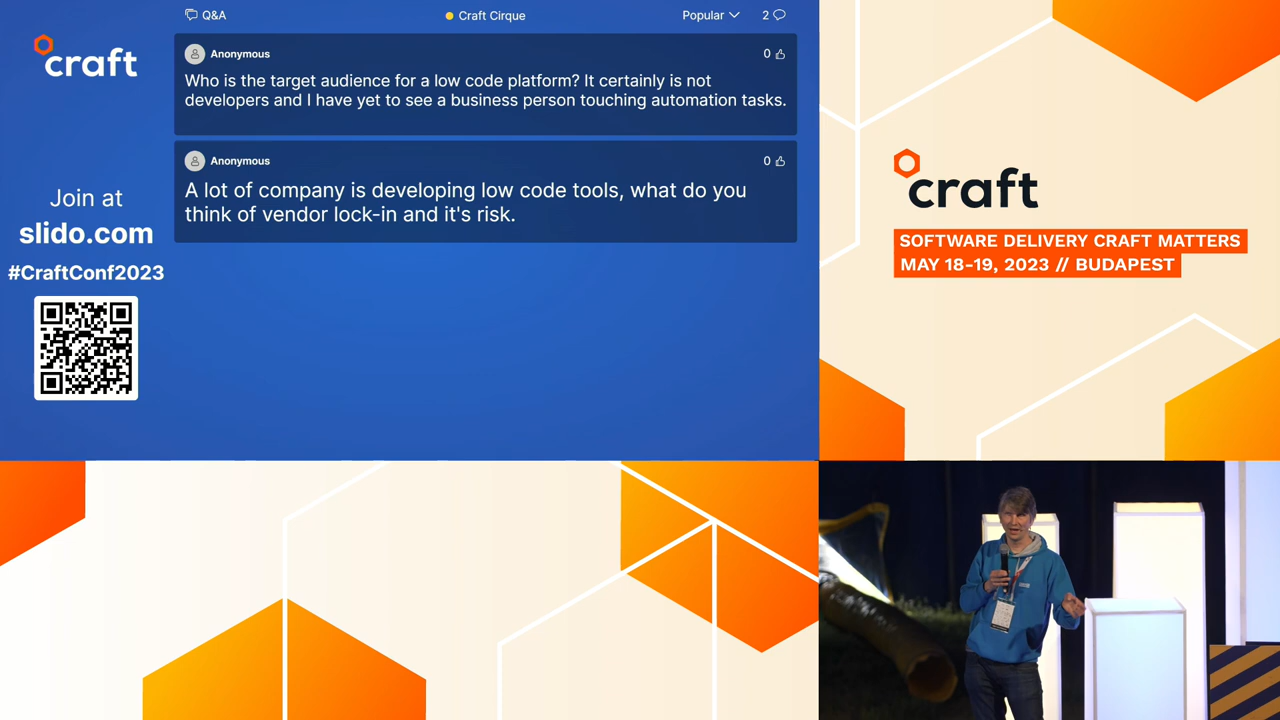 Q&A
Craft Cirque
Popular
2
craft
Anonymous
0
Who is the target audience for a low code platform? It certainly is not
developers and I have yet to see a business person touching automation tasks.
Anonymous
0
A lot of company is developing low code tools, what do you
think of vendor lock-in and it's risk.
Join at
slido.com
#CraftConf2023
craft
SOFTWARE DELIVERY CRAFT MATTERS
MAY 18-19, 2023 // BUDAPEST